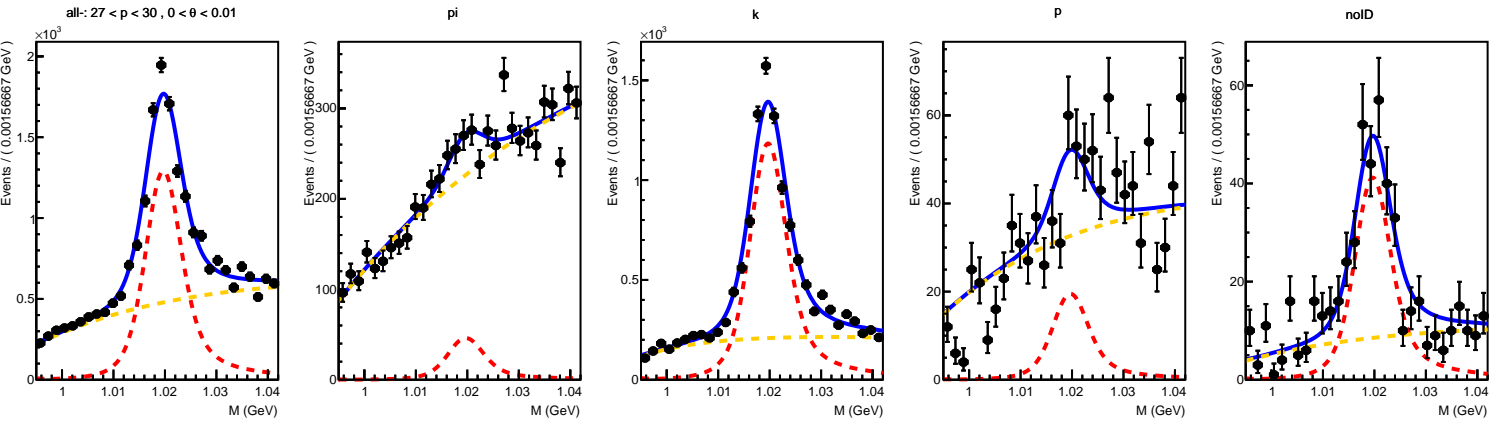 all-: 27 < p < 30 , 0 < θ < 0.01
×10³
Events / ( 0.00156667 GeV )
2
1.5
1
0.5
0
1 1.01 1.02 1.03 1.04
M (GeV)
pi
Events / ( 0.00156667 GeV )
300
200
100
0
1 1.01 1.02 1.03 1.04
M (GeV)
k
×10³
Events / ( 0.00156667 GeV )
1.5
1
0.5
0
1 1.01 1.02 1.03 1.04
M (GeV)
p
Events / ( 0.00156667 GeV )
60
40
20
0
1 1.01 1.02 1.03 1.04
M (GeV)
noID
Events / ( 0.00156667 GeV )
60
40
20
0
1 1.01 1.02 1.03 1.04
M (GeV)